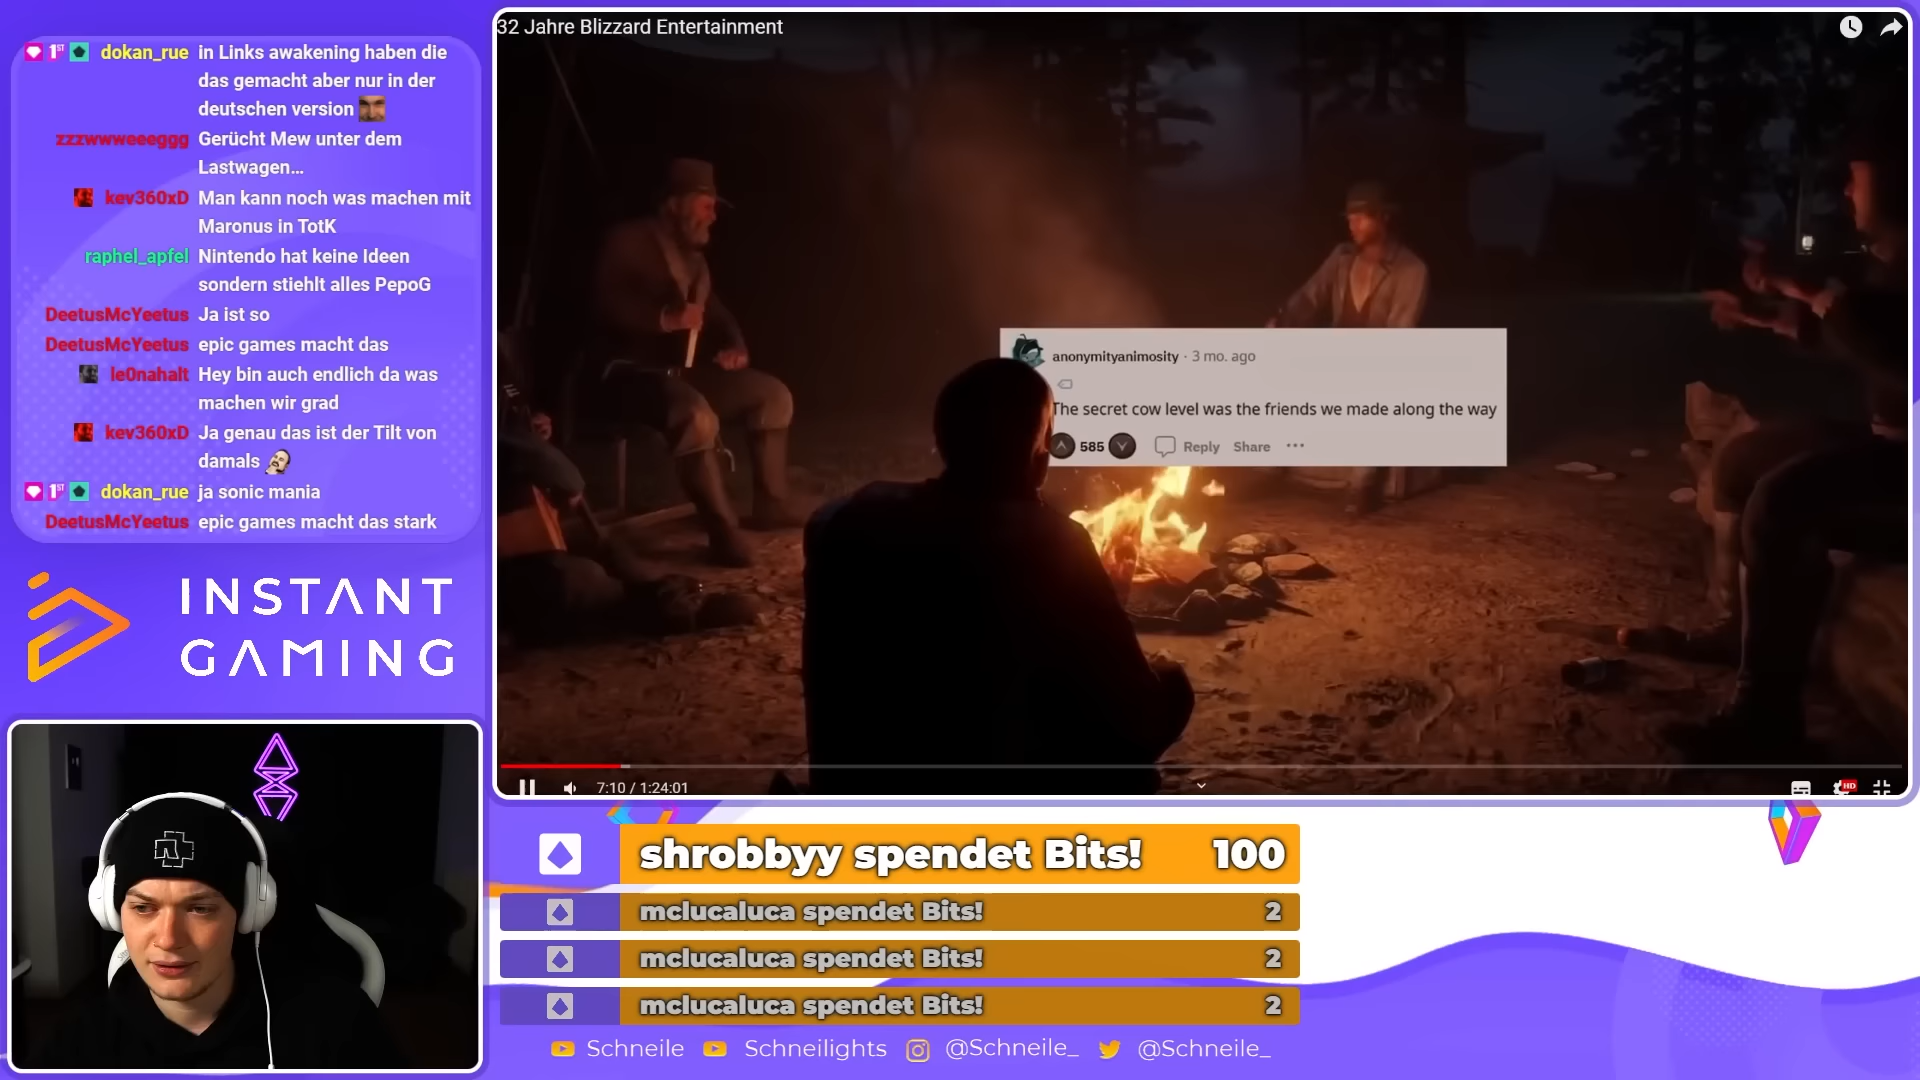 dokan_rue in Links awakening haben die
das gemacht aber nur in der
deutschen version
zzzwwweeeggg Gerücht Mew unter dem
Lastwagen...
kev360xD Man kann noch was machen mit
Maronus in TotK
raphel_apfel Nintendo hat keine Ideen
sondern stiehlt alles PepoG
DeetusMcYeetus Ja ist so
DeetusMcYeetus epic games macht das
le0nahalt Hey bin auch endlich da was
machen wir grad
kev360xD Ja genau das ist der Tilt von
damals
dokan_rue ja sonic mania
DeetusMcYeetus epic games macht das stark
INSTANT
GAMING
32 Jahre Blizzard Entertainment
anonymityanimosity · 3 mo. ago
The secret cow level was the friends we made along the way
585 Reply Share ···
7:10 / 1:24:01
HD
shrobbyy spendet Bits! 100
mclucaluca spendet Bits! 2
mclucaluca spendet Bits! 2
mclucaluca spendet Bits! 2
Schneile Schneilights @Schneile_ @Schneile_